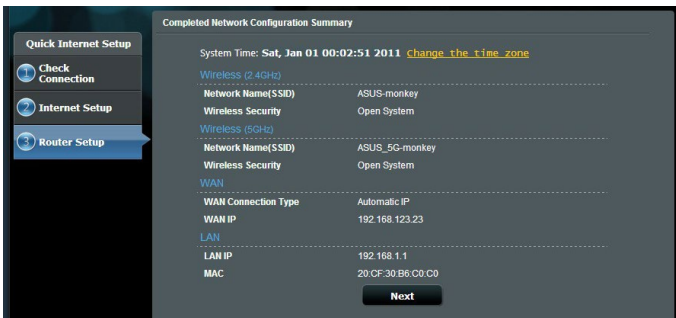 Completed Network Configuration Summary
Quick Internet Setup
1 Check Connection
2 Internet Setup
3 Router Setup
System Time: Sat, Jan 01 00:02:51 2011 Change the time zone
Wireless (2.4GHz)
Network Name(SSID) ASUS-monkey
Wireless Security Open System
Wireless (5GHz)
Network Name(SSID) ASUS_5G-monkey
Wireless Security Open System
WAN
WAN Connection Type Automatic IP
WAN IP 192.168.123.23
LAN
LAN IP 192.168.1.1
MAC 20:CF:30:B6:C0:C0
Next